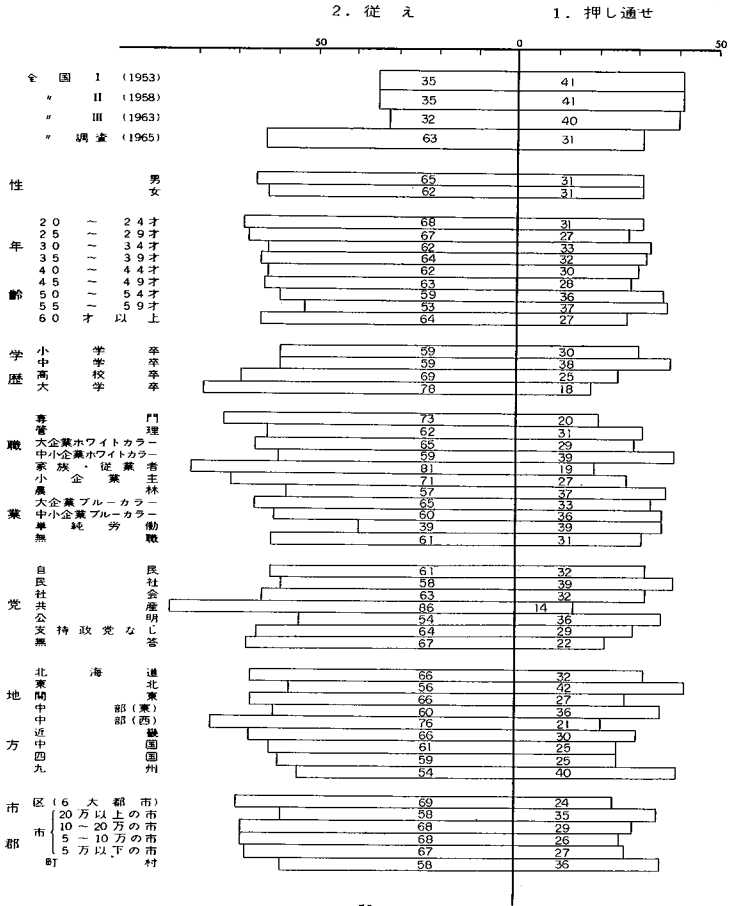 2. 従え 1. 押し通せ
50 0 50
全国 I (1953) 35 41
〃 II (1958) 35 41
〃 III (1963) 32 40
〃 調査 (1965) 63 31
性
男 65 31
女 62 31
年齢
20 ～ 24才 68 31
25 ～ 29才 67 27
30 ～ 34才 62 33
35 ～ 39才 64 32
40 ～ 44才 62 30
45 ～ 49才 63 28
50 ～ 54才 59 36
55 ～ 59才 53 37
60 才以上 64 27
学歴
小学卒 59 30
中学卒 59 38
高校卒 69 25
大学卒 78 18
職業
専門 73 20
管理 62 31
大企業ホワイトカラー 65 29
中小企業ホワイトカラー 59 39
家族・従業者 81 19
小企業主 71 27
農林 57 37
大企業ブルーカラー 65 33
中小企業ブルーカラー 60 36
単純労働 39 39
無職 61 31
党
自民 61 32
民社 58 39
社会 63 32
共産 86 14
公明 54 36
支持政党なし 64 29
無答 67 22
地方
北海道 66 32
東北 56 42
関東 66 27
中部(東) 60 36
中部(西) 76 21
近畿 66 30
中国 61 25
四国 59 25
九州 54 40
市郡
区(6大都市) 69 24
市
20万以上の市 58 35
10～20万の市 68 29
5～10万の市 68 26
5万以下の市 67 27
町村 58 36